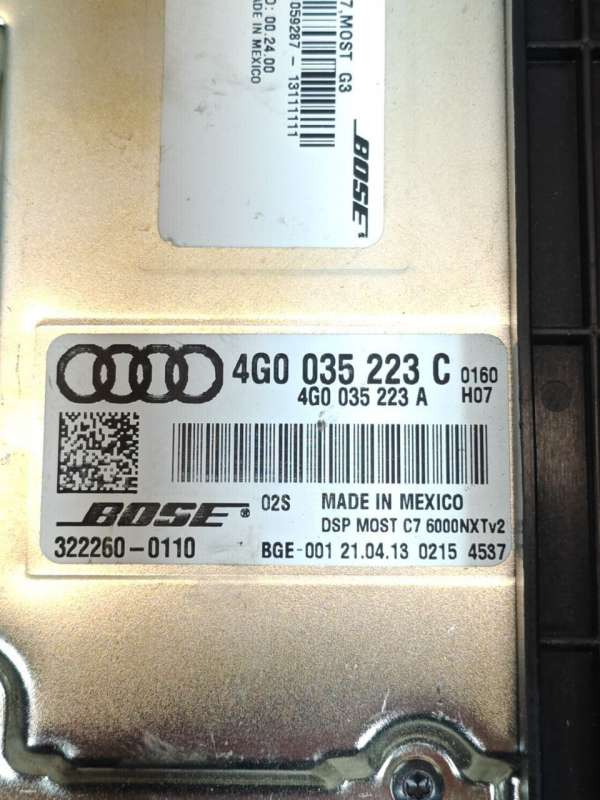 7,MOST G3
059287 - 13111111
D: 00.24.00
MADE IN MEXICO
BOSE
4G0 035 223 C 0160
4G0 035 223 A H07
BOSE® 02S MADE IN MEXICO
DSP MOST C7 6000NXTv2
322260-0110 BGE-001 21.04.13 0215 4537